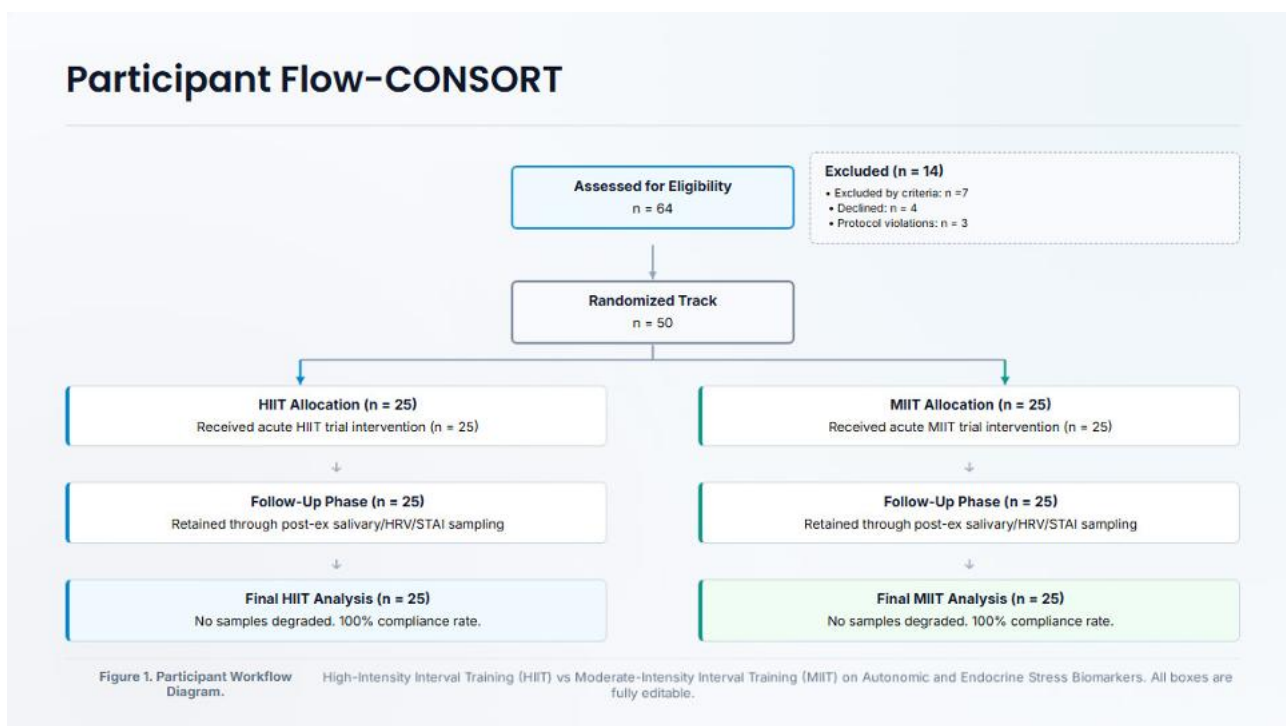 Participant Flow-CONSORT
Assessed for Eligibility
n = 64
Excluded (n = 14)
• Excluded by criteria: n =7
• Declined: n = 4
• Protocol violations: n = 3
Randomized Track
n = 50
HIIT Allocation (n = 25)
Received acute HIIT trial intervention (n = 25)
MIIT Allocation (n = 25)
Received acute MIIT trial intervention (n = 25)
↓
↓
Follow-Up Phase (n = 25)
Retained through post-ex salivary/HRV/STAI sampling
Follow-Up Phase (n = 25)
Retained through post-ex salivary/HRV/STAI sampling
↓
↓
Final HIIT Analysis (n = 25)
No samples degraded. 100% compliance rate.
Final MIIT Analysis (n = 25)
No samples degraded. 100% compliance rate.
Figure 1. Participant Workflow
Diagram.
High-Intensity Interval Training (HIIT) vs Moderate-Intensity Interval Training (MIIT) on Autonomic and Endocrine Stress Biomarkers. All boxes are
fully editable.